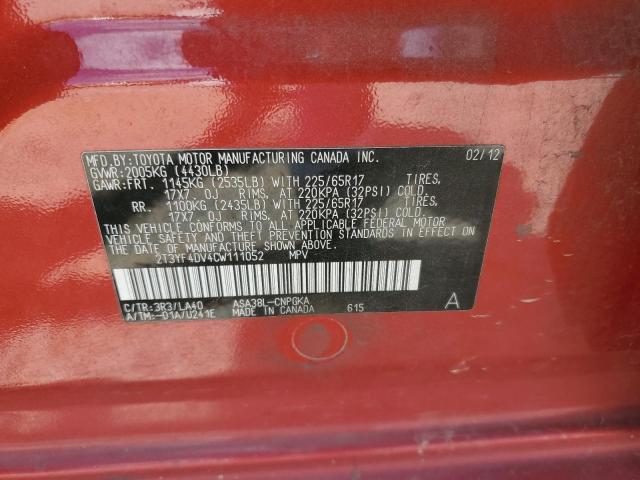 MFD.BY:TOYOTA MOTOR MANUFACTURING CANADA INC. 02/12
GVWR:2005KG (4430LB)
GAWR:FRT. 1145KG (2535LB) WITH 225/65R17 TIRES,
17X7.0J RIMS, AT 220KPA (32PSI) COLD.
RR. 1100KG (2435LB) WITH 225/65R17 TIRES,
17X7.0J RIMS, AT 220KPA (32PSI) COLD.
THIS VEHICLE CONFORMS TO ALL APPLICABLE FEDERAL MOTOR
VEHICLE SAFETY AND THEFT PREVENTION STANDARDS IN EFFECT ON
THE DATE OF MANUFACTURE SHOWN ABOVE.
2T3YF4DV4CW111052 MPV
C/TR:3R3/LA40 ASA38L-CNPGKA 615 A
A/TM:-01A/U241E MADE IN CANADA